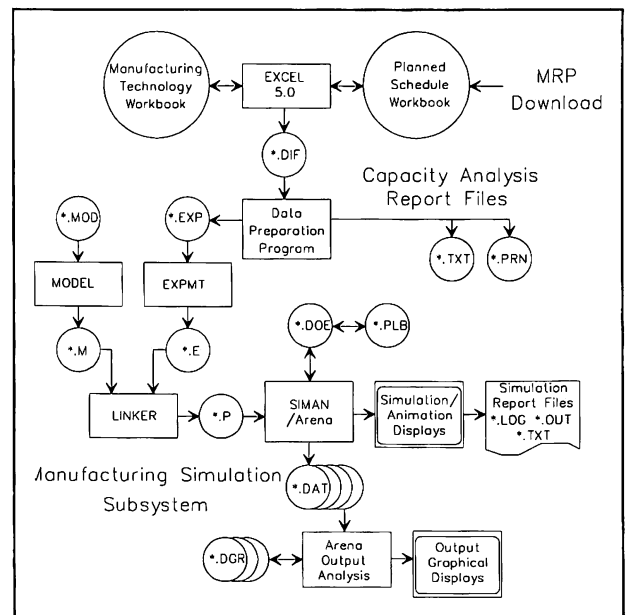 Manufacturing
Technology
Workbook
EXCEL
5.0
Planned
Schedule
Workbook
MRP
Download
*.DIF
Capacity Analysis
Report Files
*.MOD
*.EXP
Data
Preparation
Program
*.TXT
*.PRN
MODEL
EXPMT
*.DOE
*.PLB
*.M
*.E
LINKER
*.P
SIMAN
/Arena
Simulation/
Animation
Displays
Simulation
Report Files
*.LOG *.OUT
*.TXT
Manufacturing Simulation
Subsystem
*.DAT
*.DGR
Arena
Output
Analysis
Output
Graphical
Displays